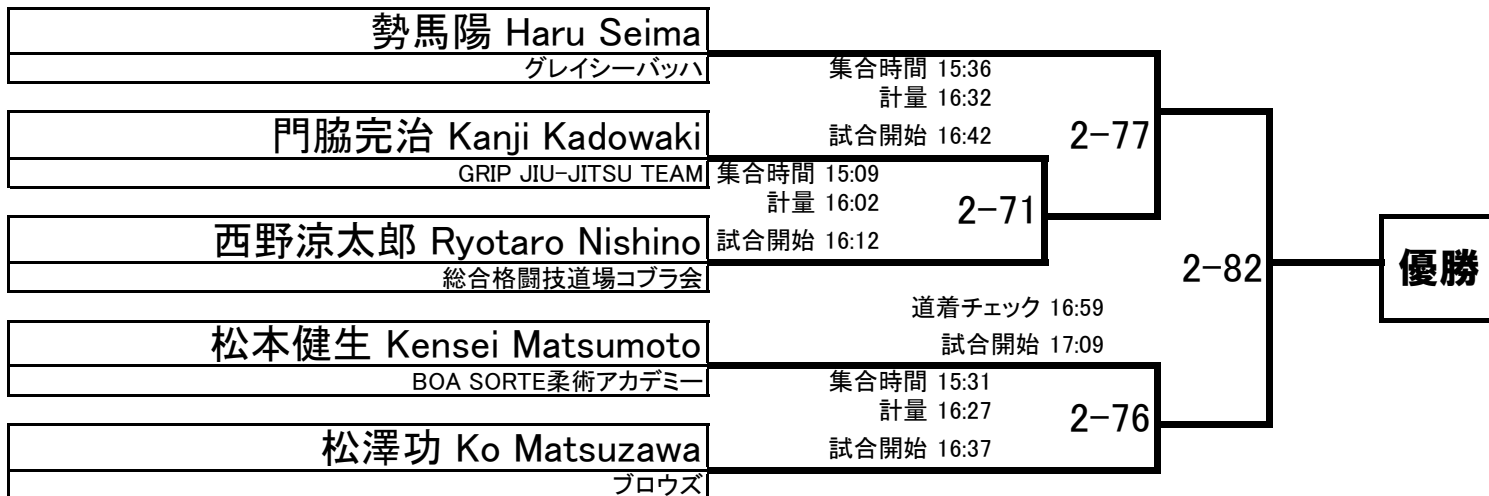 勢馬陽 Haru Seima
グレイシーバッハ
集合時間 15:36
計量 16:32
試合開始 16:42
2-77
門脇完治 Kanji Kadowaki
GRIP JIU-JITSU TEAM
集合時間 15:09
計量 16:02
試合開始 16:12
2-71
西野涼太郎 Ryotaro Nishino
総合格闘技道場コブラ会
2-82
優勝
道着チェック 16:59
試合開始 17:09
松本健生 Kensei Matsumoto
BOA SORTE柔術アカデミー
集合時間 15:31
計量 16:27
試合開始 16:37
2-76
松澤功 Ko Matsuzawa
ブロウズ